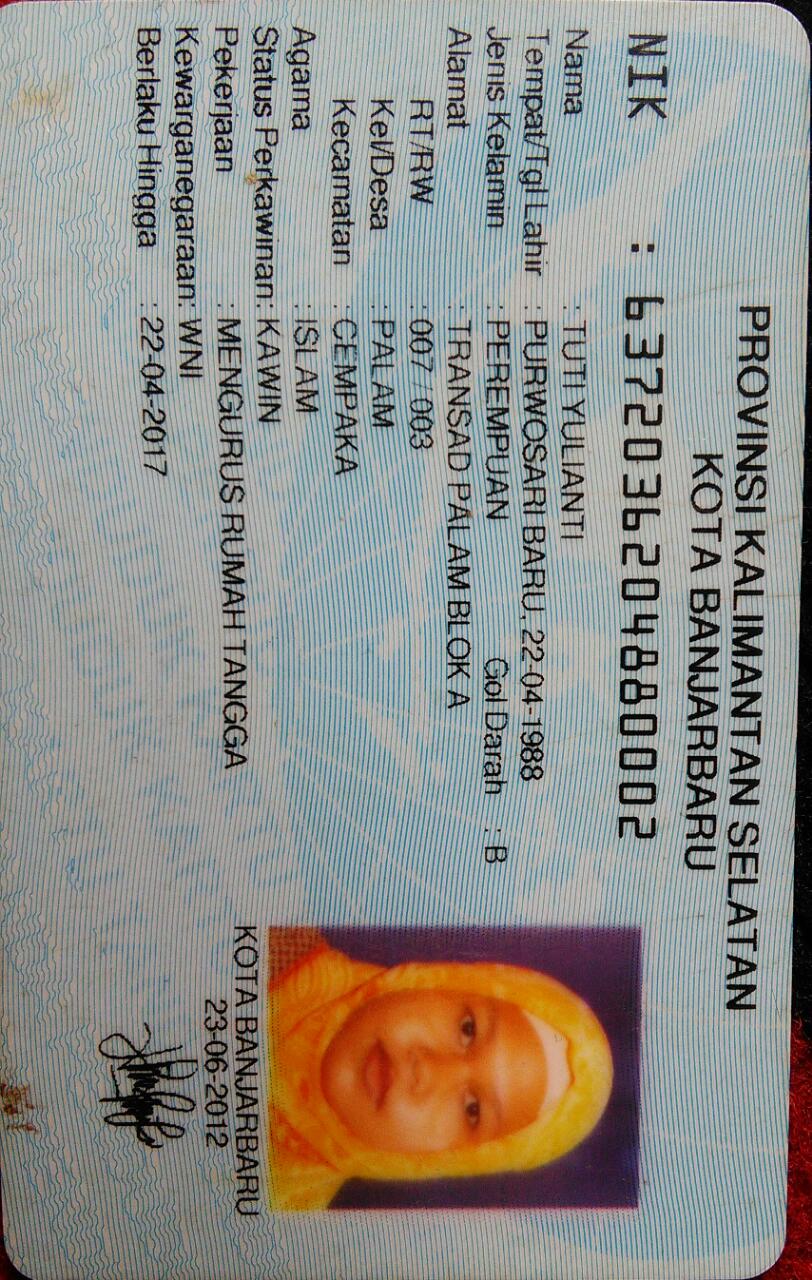 PROVINSI KALIMANTAN SELATAN
KOTA BANJARBARU
NIK : 6372036204880002
Nama : TUTI YULIANTI
Tempat/Tgl Lahir : PURWOSARI BARU, 22-04-1988
Jenis Kelamin : PEREMPUAN Gol Darah : B
Alamat : TRANSAD PALAM BLOK A
RT/RW : 007 / 003
Kel/Desa : PALAM
Kecamatan : CEMPAKA
Agama : ISLAM
Status Perkawinan: KAWIN
Pekerjaan : MENGURUS RUMAH TANGGA
Kewarganegaraan: WNI
Berlaku Hingga : 22-04-2017
KOTA BANJARBARU
23-06-2012